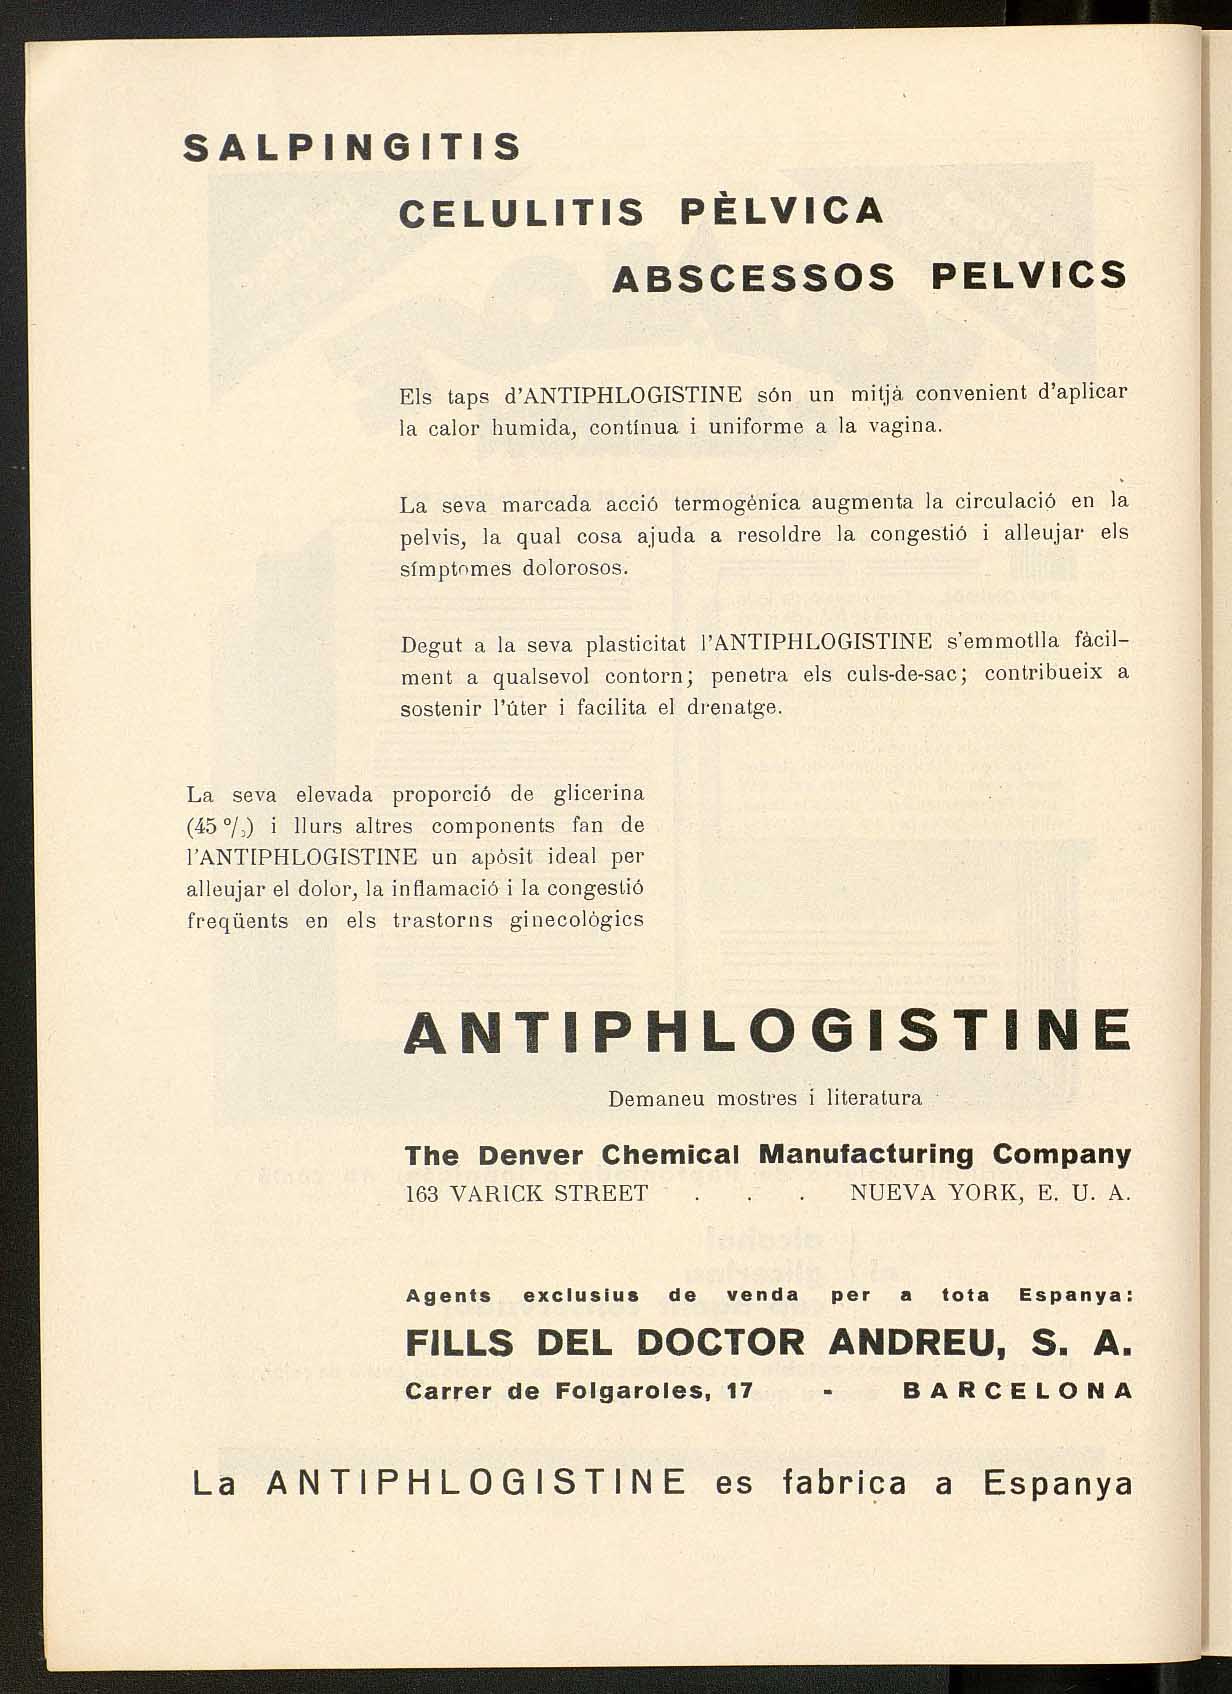 SALPINGITIS
CELULITIS PÈLVICA
ABSCESSOS PELVICS
Els taps d'ANTIPHLOGISTINE són un mitjà convenient d'aplicar
la calor humida, contínua i uniforme a la vagina.
La seva marcada acció termogènica augmenta la circulació en la
pelvis, la qual cosa ajuda a resoldre la congestió i alleujar els
símptomes dolorosos.
Degut a la seva plasticitat l'ANTIPHLOGISTINE s'emmotlla fàcil-
ment a qualsevol contorn; penetra els culs-de-sac; contribueix a
sostenir l'úter i facilita el drenatge.
La seva elevada proporció de glicerina
(45 %) i llurs altres components fan de
l'ANTIPHLOGISTINE un apòsit ideal per
alleujar el dolor, la inflamació i la congestió
freqüents en els trastorns ginecològics
ANTIPHLOGISTINE
Demaneu mostres i literatura
The Denver Chemical Manufacturing Company
163 VARICK STREET . . . NUEVA YORK, E. U. A.
Agents exclusius de venda per a tota Espanya:
FILLS DEL DOCTOR ANDREU, S. A.
Carrer de Folgaroles, 17 - BARCELONA
La ANTIPHLOGISTINE es fabrica a Espanya